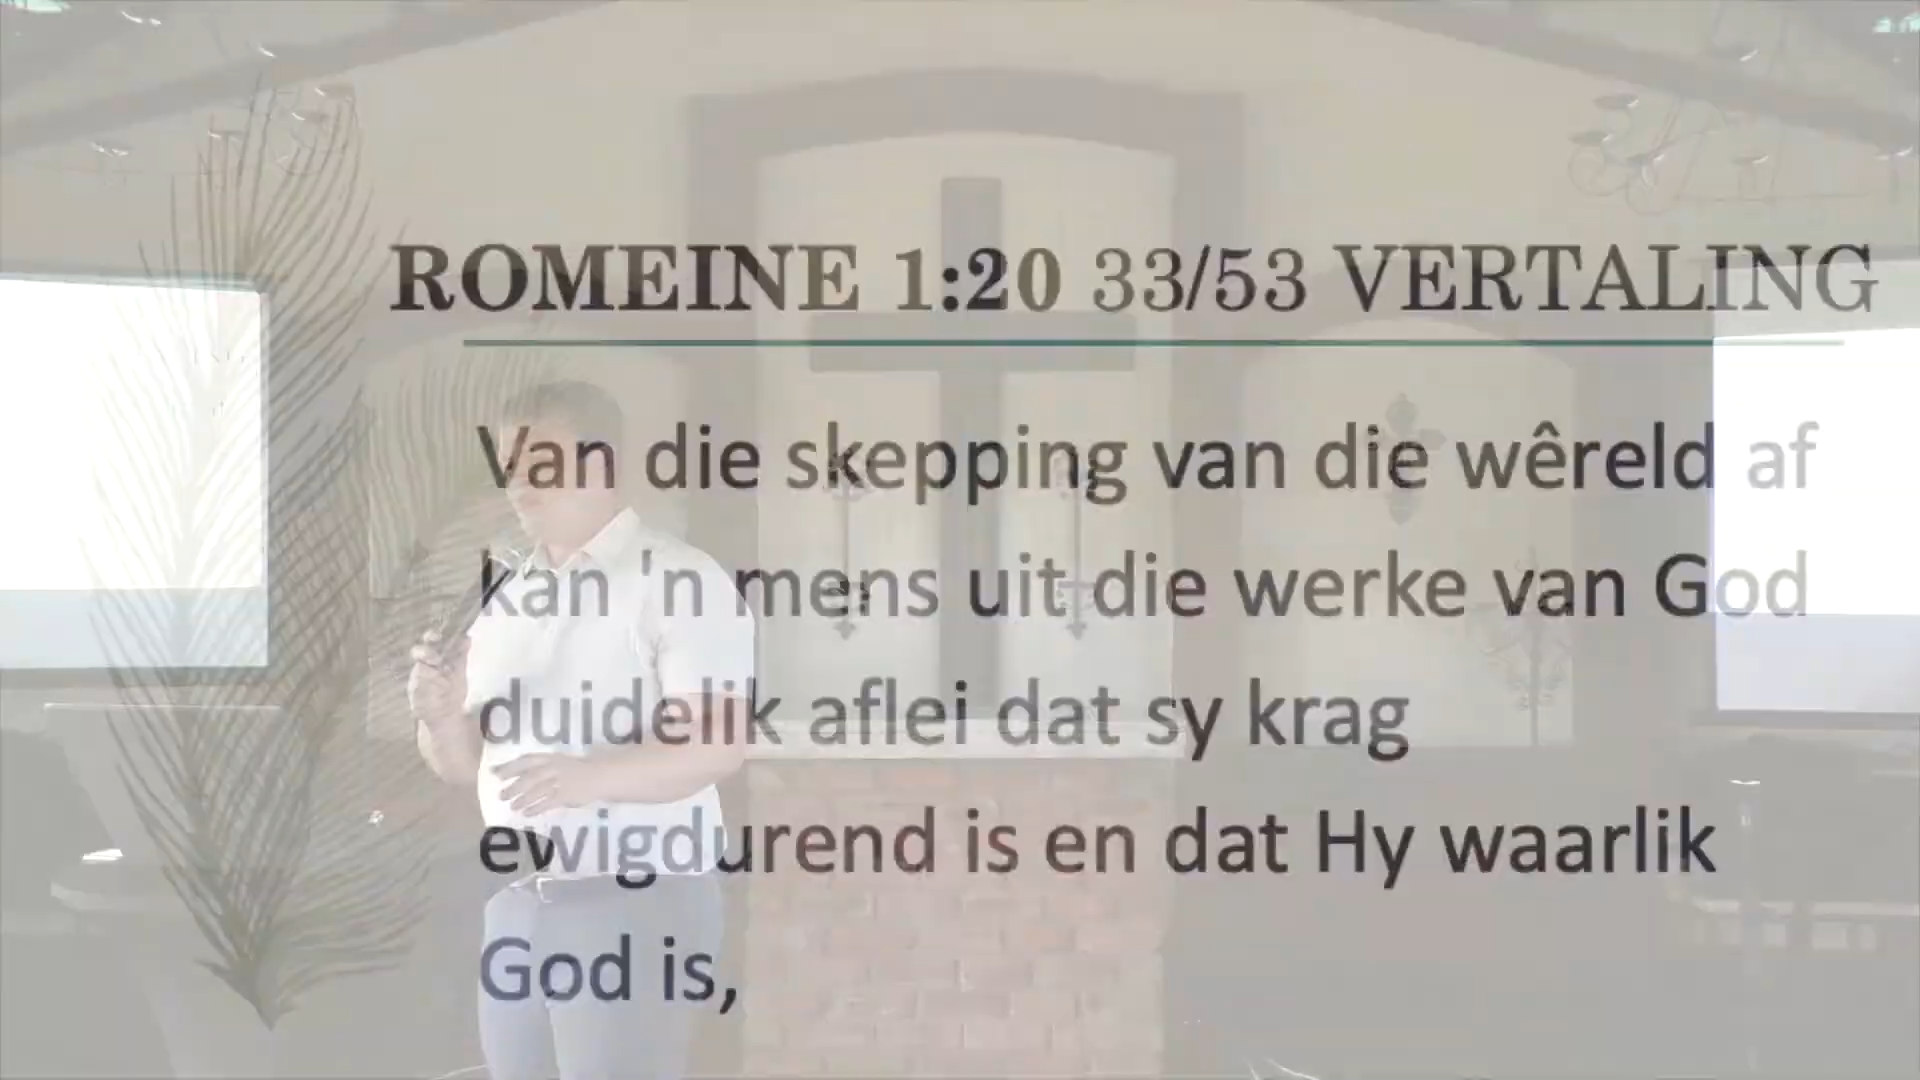 ROMEINE 1:20 33/53 VERTALING
Van die skepping van die wêreld af
kan 'n mens uit die werke van God
duidelik aflei dat sy krag
ewigdurend is en dat Hy waarlik
God is,